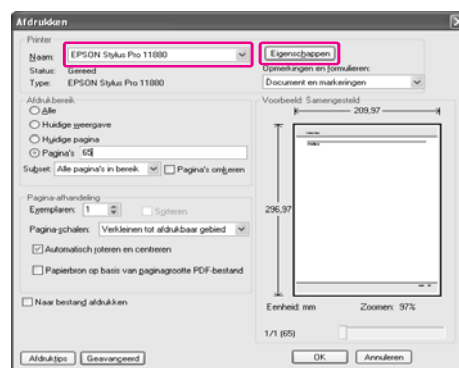 Afdrukken
Printer
Naam: EPSON Stylus Pro 11880
Eigenschappen
Status: Gereed
Type: EPSON Stylus Pro 11880
Opmerkingen en formulieren:
Document en markeringen
Afdrukbereik
Alle
Huidige weergave
Huidige pagina
Pagina's 65
Subset: Alle pagina's in bereik
Pagina's omkeren
Pagina-afhandeling
Exemplaren: 1
Sorteren
Pagina-schalen: Verkleinen tot afdrukbaar gebied
Automatisch roteren en centreren
Papierbron op basis van paginagrootte PDF-bestand
Naar bestand afdrukken
Voorbeeld: Samengesteld
209,97
296,97
Eenheid: mm
Zoomen: 97%
1/1 (65)
Afdruktips
Geavanceerd
OK
Annuleren